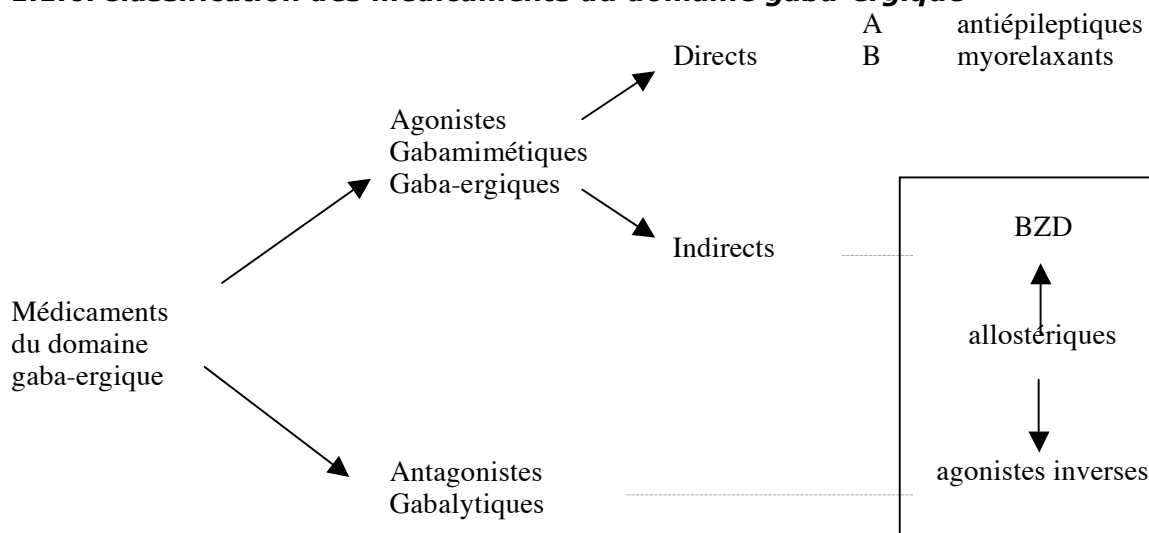 A antiépileptiques
Directs B myorelaxants
Agonistes
Gabamimétiques
Gaba-ergiques
BZD
Indirects
Médicaments
du domaine
gaba-ergique
allostériques
Antagonistes
Gabalytiques
agonistes inverses